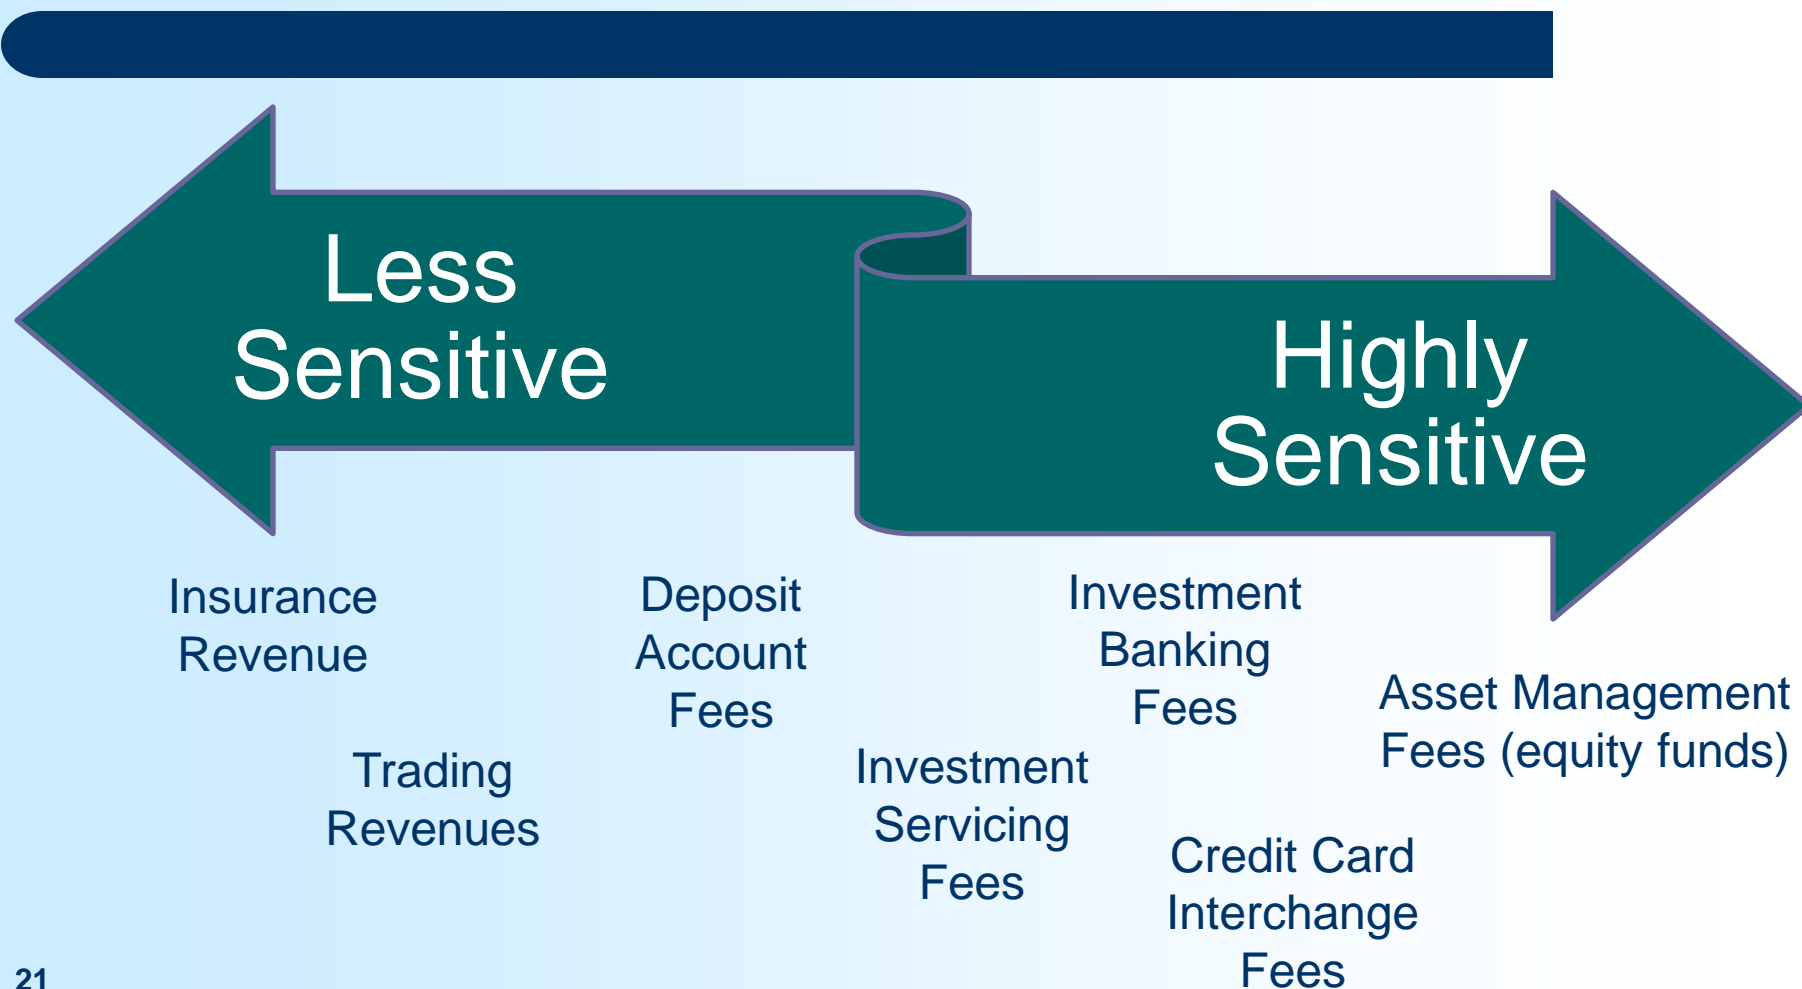 Less
Sensitive
Highly
Sensitive
Insurance
Revenue
Trading
Revenues
Deposit
Account
Fees
Investment
Servicing
Fees
Investment
Banking
Fees
Credit Card
Interchange
Fees
Asset Management
Fees (equity funds)
21